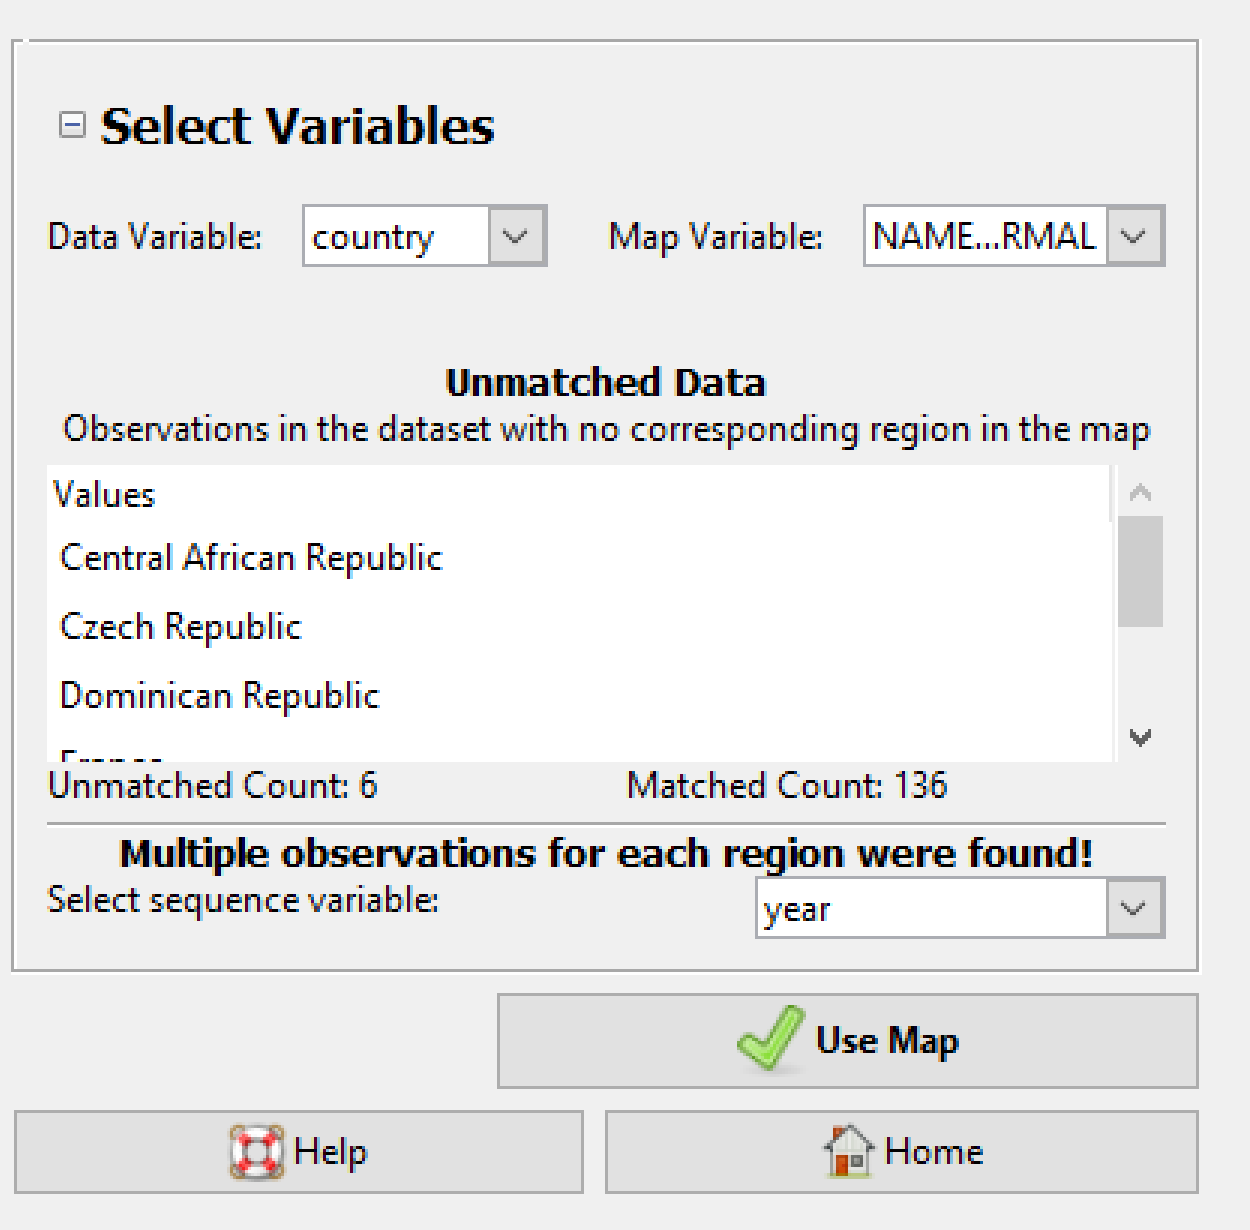 Select Variables
Data Variable: country Map Variable: NAME...RMAL
Unmatched Data
Observations in the dataset with no corresponding region in the map
Values
Central African Republic
Czech Republic
Dominican Republic
Unmatched Count: 6 Matched Count: 136
Multiple observations for each region were found!
Select sequence variable: year
Use Map
Help Home